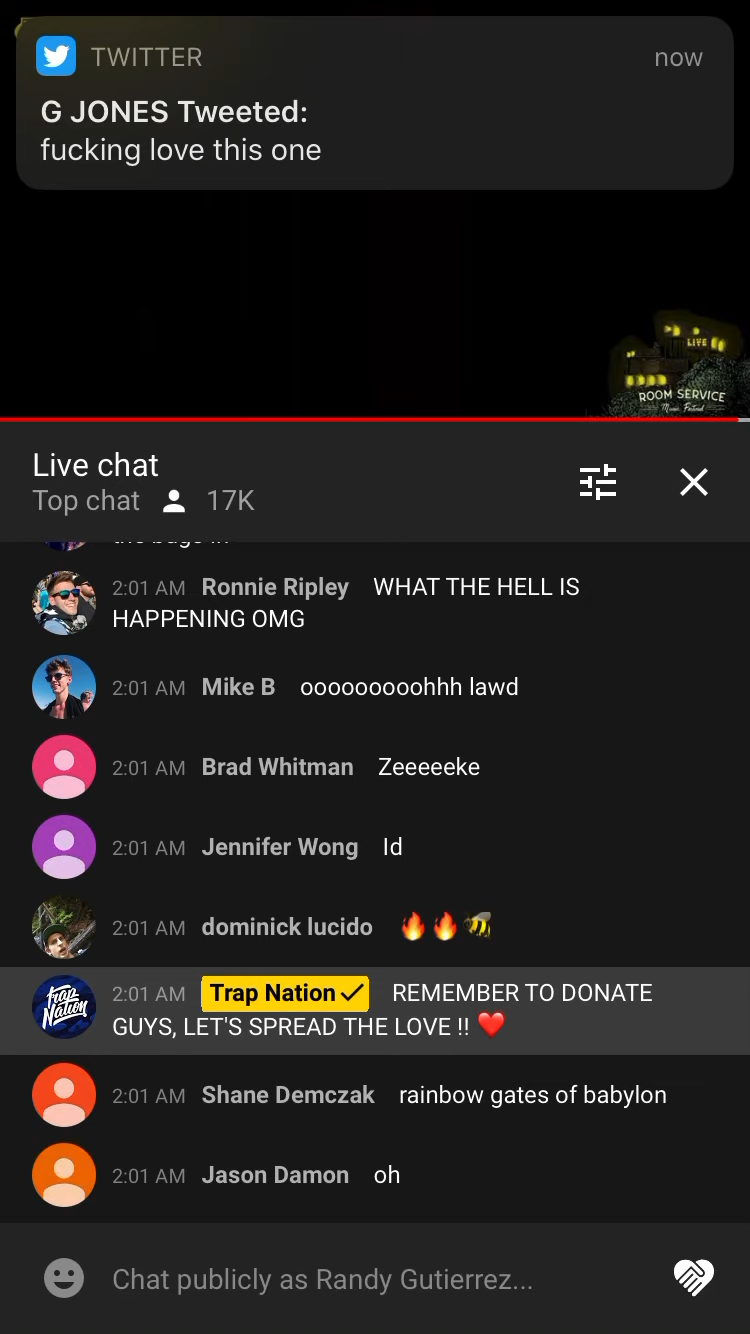 TWITTER
now
G JONES Tweeted:
fucking love this one
LIVE
ROOM SERVICE
Music Festival
Live chat
Top chat 17K
2:01 AM Ronnie Ripley WHAT THE HELL IS
HAPPENING OMG
2:01 AM Mike B ooooooooohhh lawd
2:01 AM Brad Whitman Zeeeeeke
2:01 AM Jennifer Wong Id
2:01 AM dominick lucido 🔥🔥🐝
Trap Nation
2:01 AM Trap Nation✓ REMEMBER TO DONATE
GUYS, LET'S SPREAD THE LOVE !! ❤️
2:01 AM Shane Demczak rainbow gates of babylon
2:01 AM Jason Damon oh
Chat publicly as Randy Gutierrez...